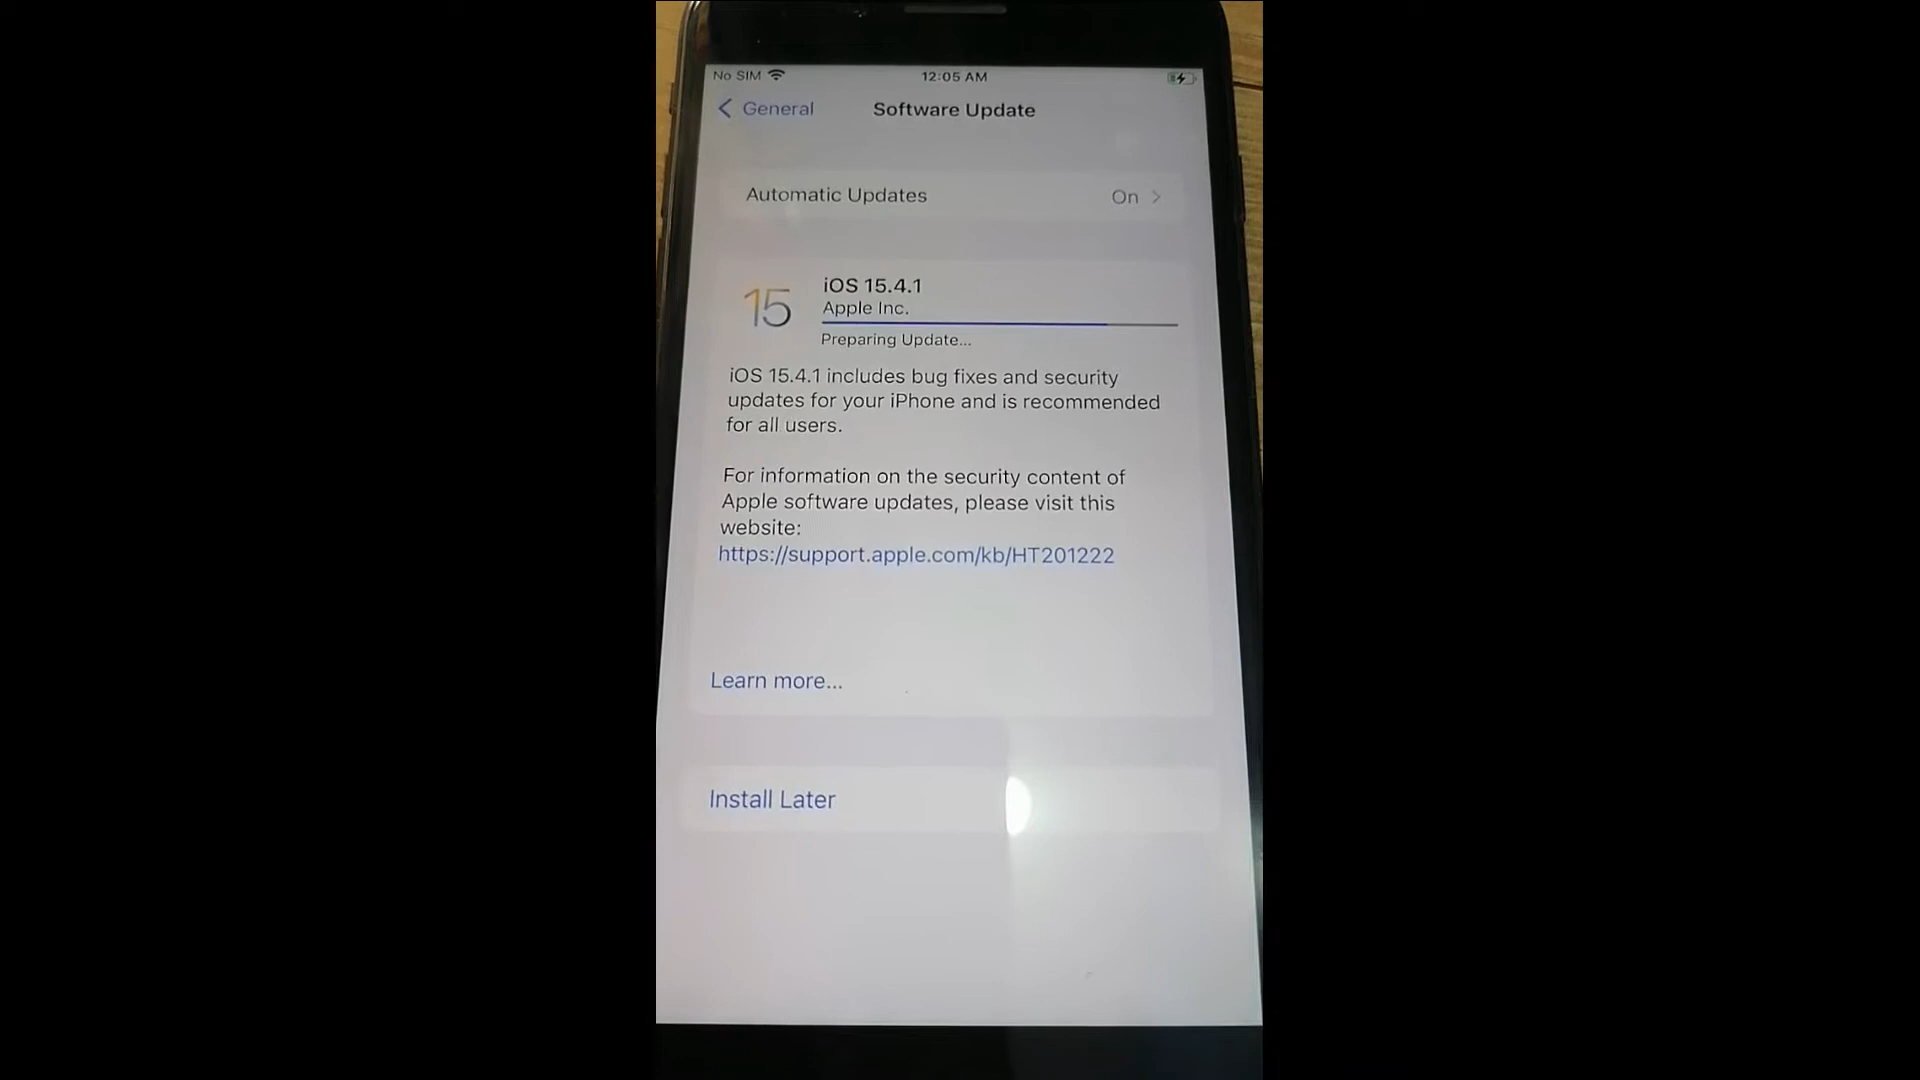 No SIM 12:05 AM
General Software Update
Automatic Updates On
15 iOS 15.4.1
Apple Inc.
Preparing Update...
iOS 15.4.1 includes bug fixes and security
updates for your iPhone and is recommended
for all users.
For information on the security content of
Apple software updates, please visit this
website:
https://support.apple.com/kb/HT201222
Learn more...
Install Later